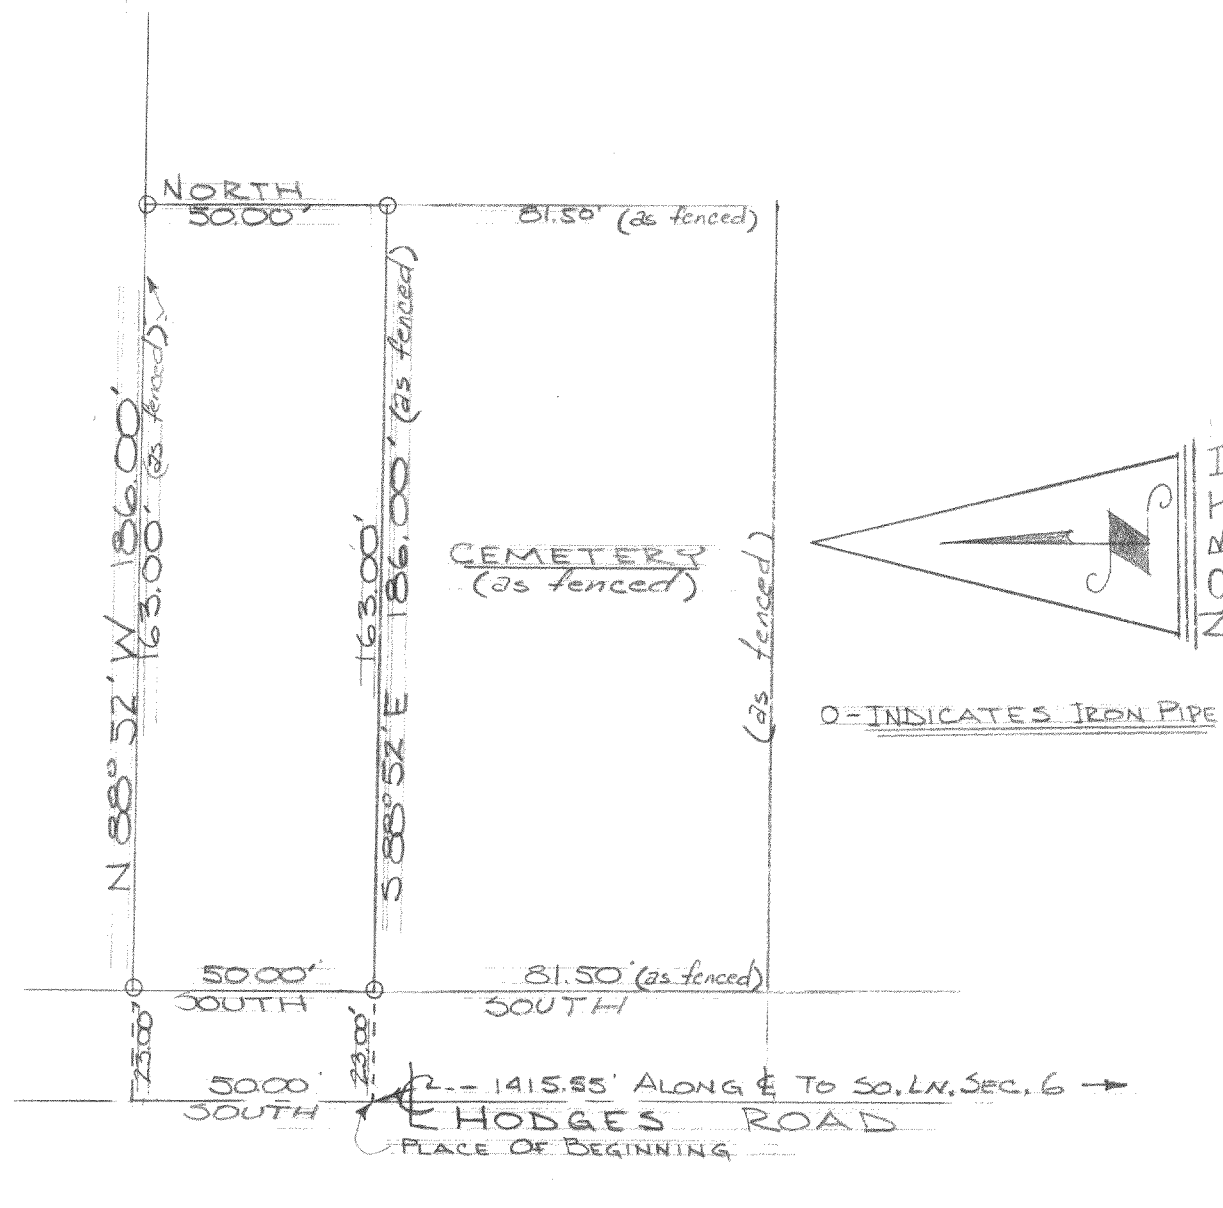 NORTH
50.00'
81.50' (as fenced)
N 88° 52' W 186.00'
163.00' (as fenced)
163.00'
S 88° 52' E 186.00' (as fenced)
CEMETERY
(as fenced)
(as fenced)
NORTH
O-INDICATES IRON PIPE
50.00'
SOUTH
81.50' (as fenced)
SOUTH
23.00'
23.00'
50.00'
SOUTH
1415.55' ALONG ℄ TO SO. LN. SEC. 6
℄ HODGES ROAD
PLACE OF BEGINNING